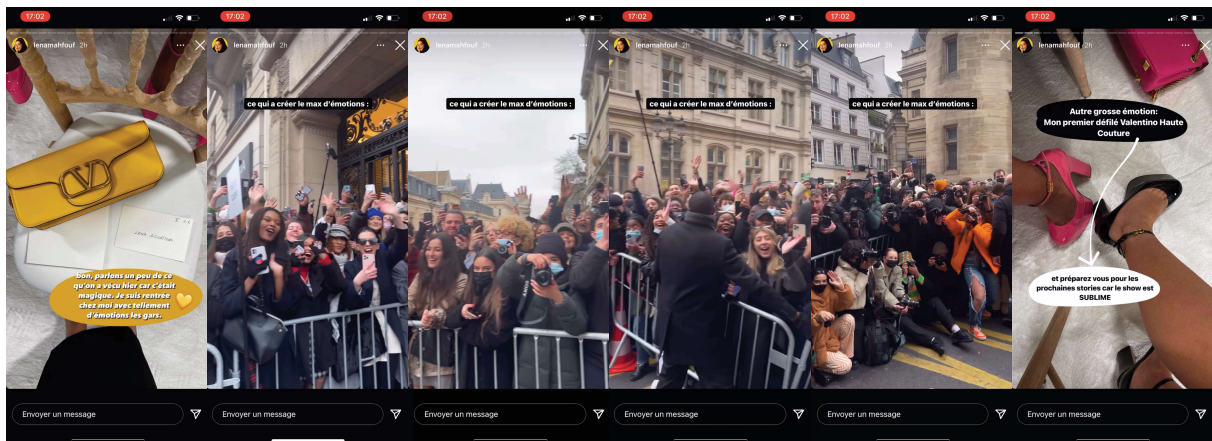 17:02
lenamahfouf 2h
bon, parlons un peu de ce
qu'on a vécu hier car c'était
magique. Je suis rentrée
chez moi avec tellement
d'émotions les gars.
Envoyer un message
17:02
lenamahfouf 2h
ce qui a créer le max d'émotions :
Envoyer un message
17:02
lenamahfouf 2h
ce qui a créer le max d'émotions :
Envoyer un message
17:02
lenamahfouf 2h
ce qui a créer le max d'émotions :
Envoyer un message
17:02
lenamahfouf 2h
ce qui a créer le max d'émotions :
Envoyer un message
17:02
lenamahfouf 2h
Autre grosse émotion:
Mon premier défilé Valentino Haute
Couture
et préparez vous pour les
prochaines stories car le show est
SUBLIME
Envoyer un message